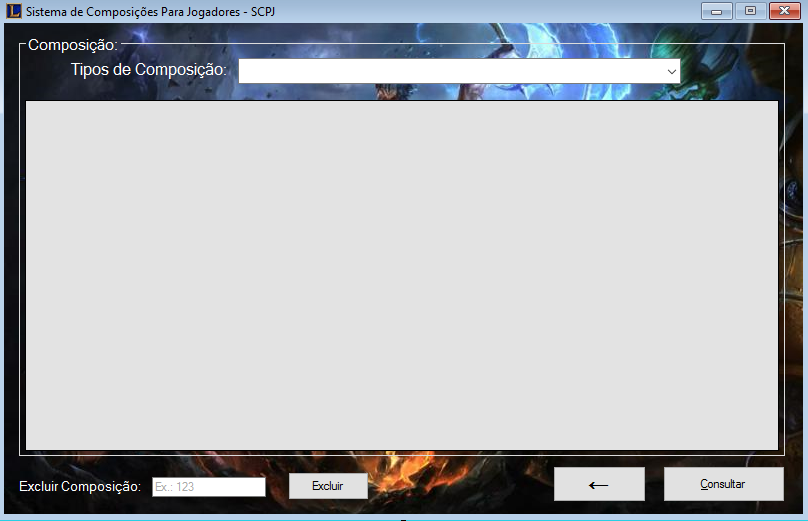 Sistema de Composições Para Jogadores - SCPJ
Composição:
Tipos de Composição:
Excluir Composição:
Ex.: 123
Excluir
←
Consultar